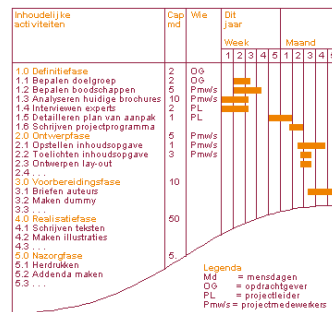 Inhoudelijke activiteiten Cap md Wie Dit jaar
Week Maand
1 2 3 4 5 2 3 4
1.0 Definitiefase 2 OG
1.1 Bepalen doelgroep 2 OG
1.2 Bepalen boodschappen 5 Pmw/s
1.3 Analyseren huidige brochures 10 Pmw/s
1.4 Interviewen experts 2 PL
1.5 Detailleren plan van aanpak 1 PL
1.6 Schrijven projectprogramma
2.0 Ontwerpfase 5 Pmw/s
2.1 Opstellen inhoudsopgave 1 Pmw/s
2.2 Toelichten inhoudsopgave 3 Pmw/s
2.3 Ontwerpen lay-out
2.4 . . .
3.0 Voorbereidingsfase 10
3.1 Briefen auteurs
3.2 Maken dummy
3.3 . . .
4.0 Realisatiefase 50
4.1 Schrijven teksten
4.2 Maken illustraties
4.3 . . .
5.0 Nazorgfase 5.
5.1 Herdrukken
5.2 Addenda maken
5.3 . . .
Legenda
Md = mensdagen
OG = opdrachtgever
PL = projectleider
Pmw/s = projectmedewerkers